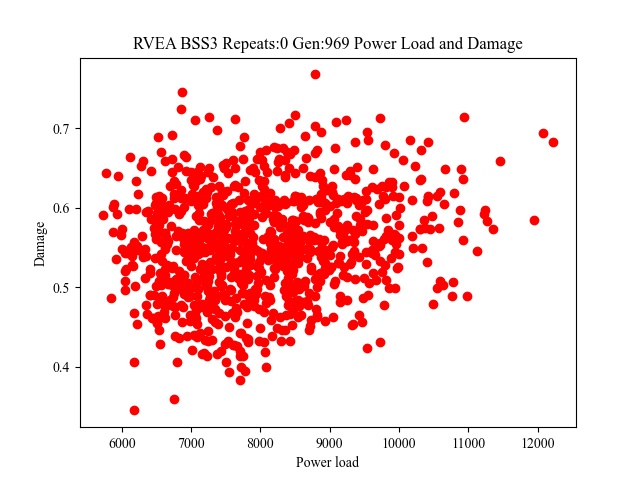 RVEA BSS3 Repeats:0 Gen:969 Power Load and Damage
0.7
0.6
0.5
0.4
Damage
6000 7000 8000 9000 10000 11000 12000
Power load